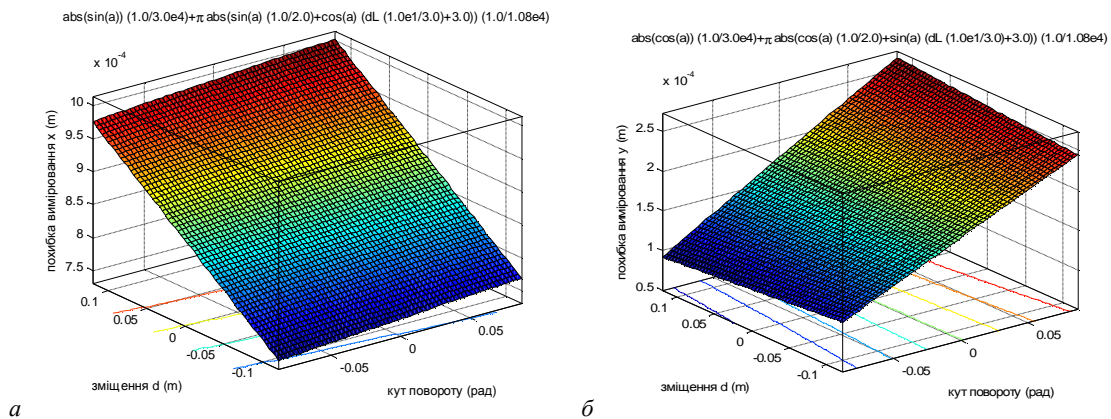 abs(sin(a)) (1.0/3.0e4)+π abs(sin(a) (1.0/2.0)+cos(a) (dL (1.0e1/3.0)+3.0)) (1.0/1.08e4)
x 10⁻⁴
10
9.5
9
8.5
8
7.5
похибка вимірювання x (m)
0.1
0.05
0
-0.05
-0.1
зміщення d (m)
-0.05
0
0.05
кут повороту (рад)
а
abs(cos(a)) (1.0/3.0e4)+π abs(cos(a) (1.0/2.0)+sin(a) (dL (1.0e1/3.0)+3.0)) (1.0/1.08e4)
x 10⁻⁴
2.5
2
1.5
1
0.5
похибка вимірювання y (m)
0.1
0.05
0
-0.05
-0.1
зміщення d (m)
-0.05
0
0.05
кут повороту (рад)
б